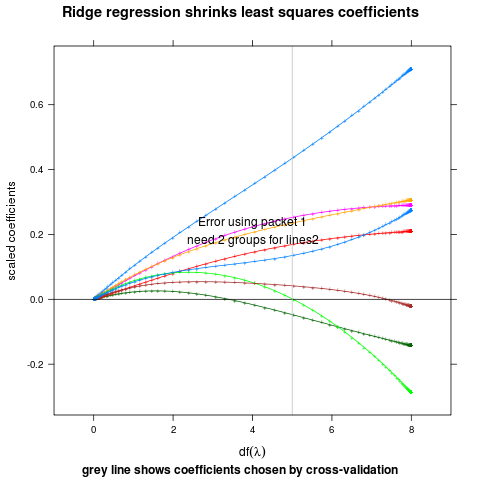 Ridge regression shrinks least squares coefficients
scaled coefficients
0.6
0.4
0.2
0.0
-0.2
Error using packet 1
need 2 groups for lines2
0 2 4 6 8
df(λ)
grey line shows coefficients chosen by cross-validation